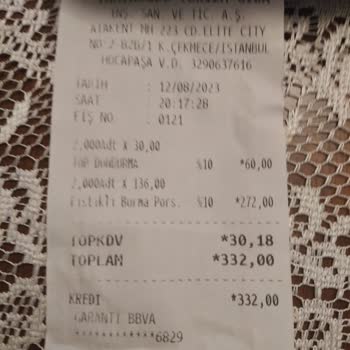 INŞ. SAN. VE TİC. A.Ş.
ATAKENT MH 223 CD.ELITE CITY
NO:2-B2B/1 K.ÇEKMECE/İSTANBUL
HOCAPAŞA V.D. 3290637616
TARİH : 12/08/2023
SAAT : 20:17:28
FİŞ NO : 0121
2,000Adt X 30,00
TOP DONDURMA %10 *60,00
2,000Adt X 136,00
Fıstıklı Burma Pors. %10 *272,00
TOPKDV *30,18
TOPLAM *332,00
KREDİ *332,00
GARANTİ BBVA
************6829